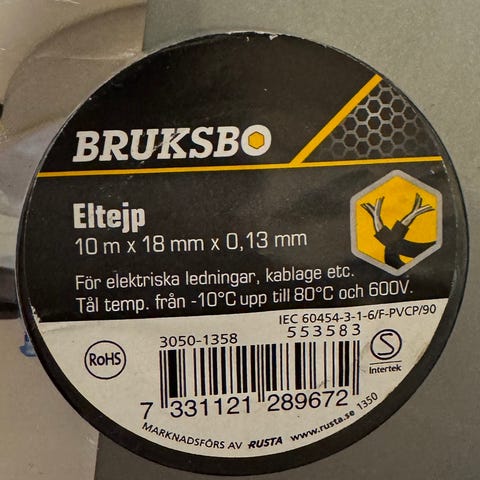 BRUKSBO
Eltejp
10 m x 18 mm x 0,13 mm
För elektriska ledningar, kablage etc.
Tål temp. från -10°C upp till 80°C och 600V.
IEC 60454-3-1-6/F-PVCP/90
3050-1358
553583
RoHS
S
Intertek
7 331121 289672
MARKNADSFÖRS AV RUSTA www.rusta.se 1350